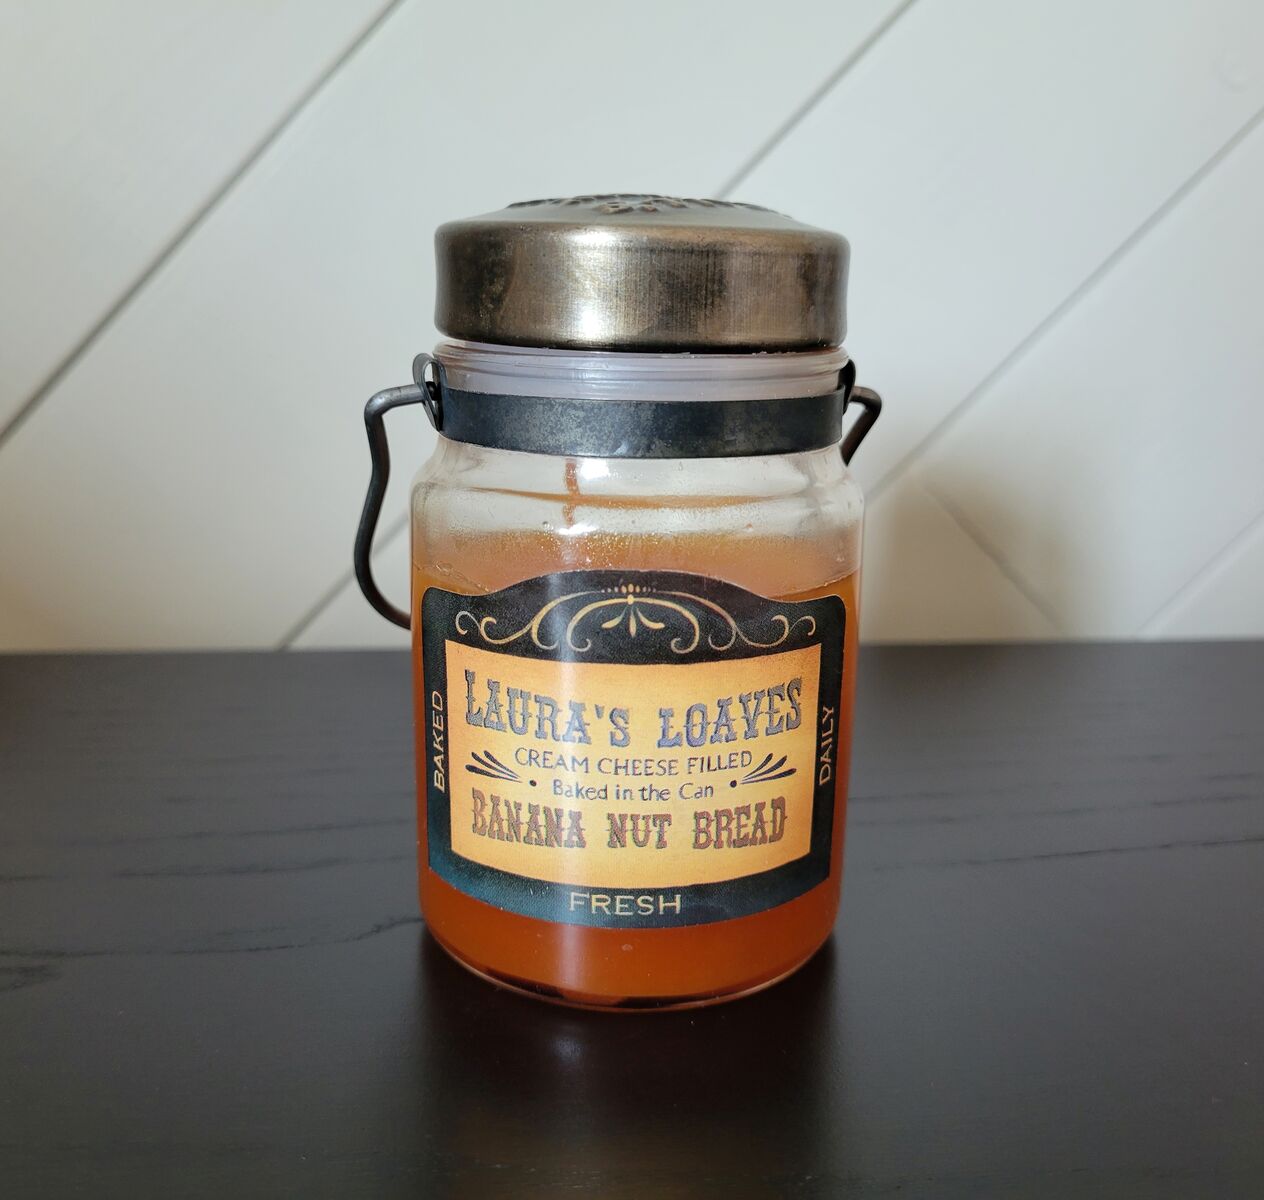 LAURA'S LOAVES
CREAM CHEESE FILLED
• Baked in the Can •
BANANA NUT BREAD
BAKED
DAILY
FRESH